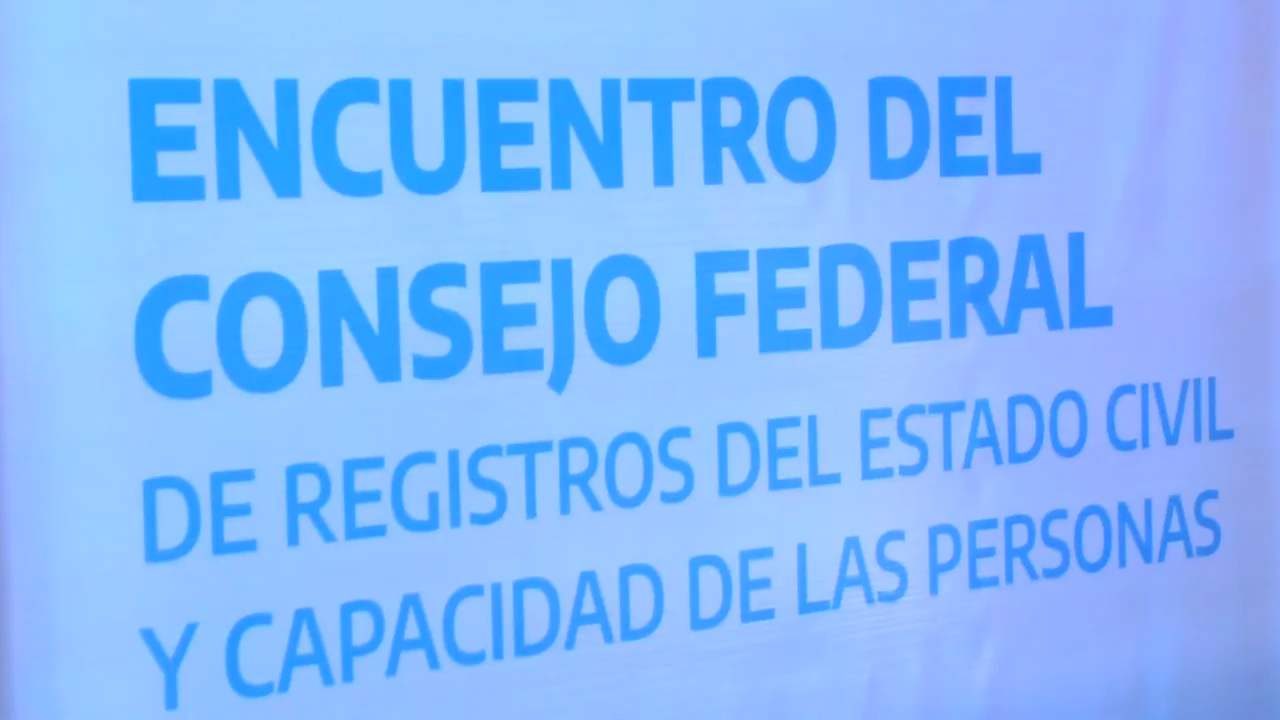 ENCUENTRO DEL
CONSEJO FEDERAL
DE REGISTROS DEL ESTADO CIVIL
Y CAPACIDAD DE LAS PERSONAS